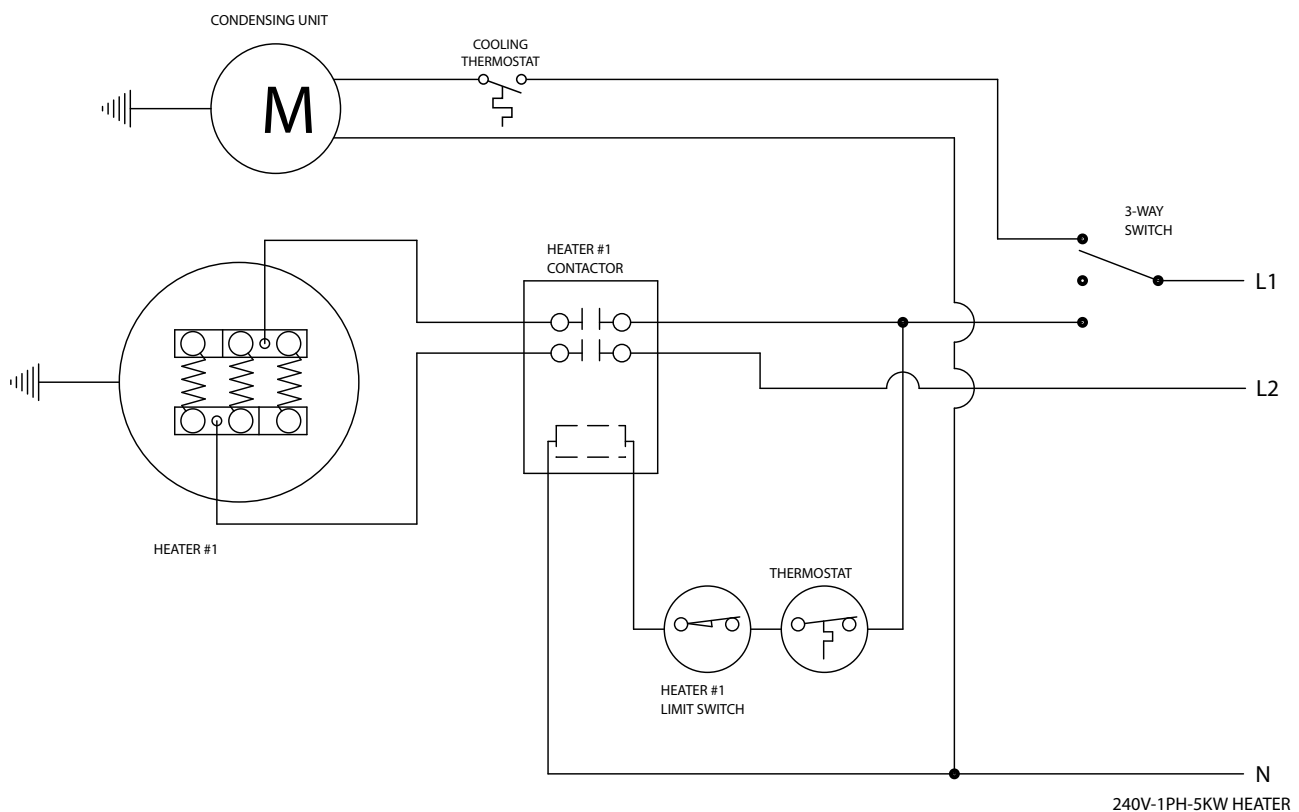 CONDENSING UNIT
COOLING
THERMOSTAT
M
3-WAY
SWITCH
HEATER #1
CONTACTOR
L1
L2
HEATER #1
THERMOSTAT
HEATER #1
LIMIT SWITCH
N
240V-1PH-5KW HEATER